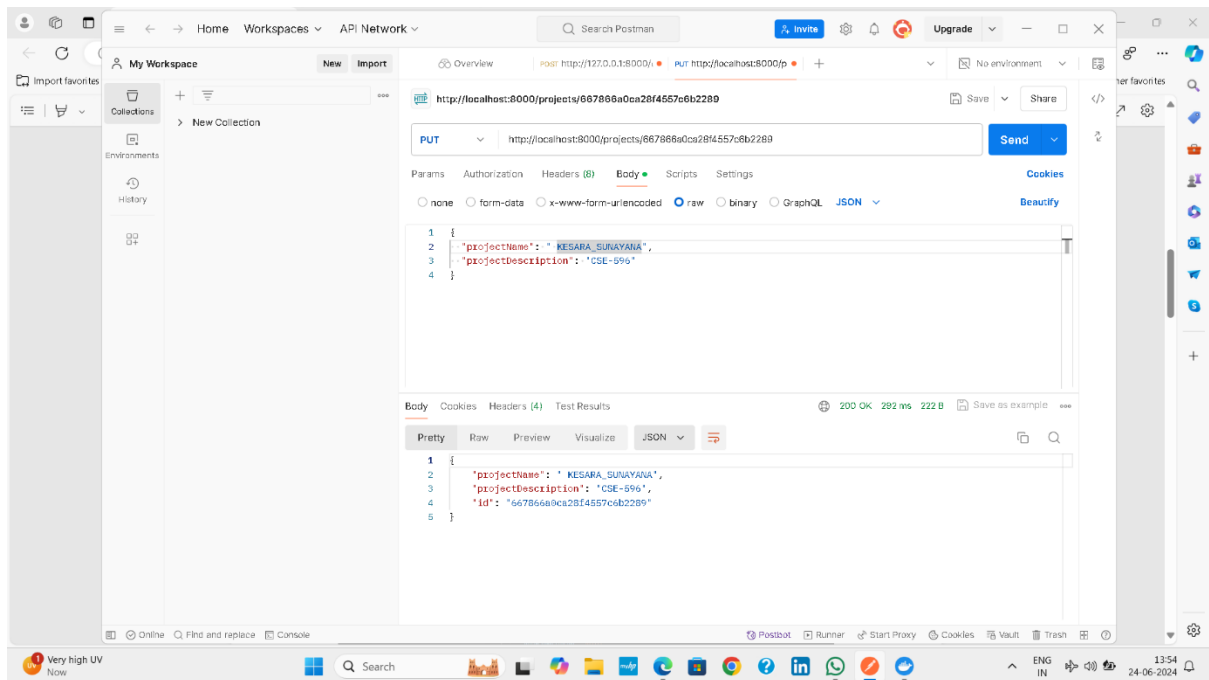 Home Workspaces API Network Search Postman Invite Upgrade
Import favorites
My Workspace New Import Overview POST http://127.0.0.1:8000/ PUT http://localhost:8000/p No environment
her favorites
Collections
Environments
History
New Collection
HTTP http://localhost:8000/projects/667866a0ca28f4557c6b2289 Save Share
PUT http://localhost:8000/projects/667866a0ca28f4557c6b2289 Send
Params Authorization Headers (8) Body Scripts Settings Cookies
none form-data x-www-form-urlencoded raw binary GraphQL JSON Beautify
1 {
2 "projectName": " KESARA_SUNAYANA",
3 "projectDescription": "CSE-596"
4 }
Body Cookies Headers (4) Test Results 200 OK 292 ms 222 B Save as example
Pretty Raw Preview Visualize JSON
1 {
2 "projectName": " KESARA_SUNAYANA",
3 "projectDescription": "CSE-596",
4 "id": "667866a0ca28f4557c6b2289"
5 }
Online Find and replace Console Postbot Runner Start Proxy Cookies Vault Trash
1
UV
Very high UV
Now
Search
ENG
IN
13:54
24-06-2024